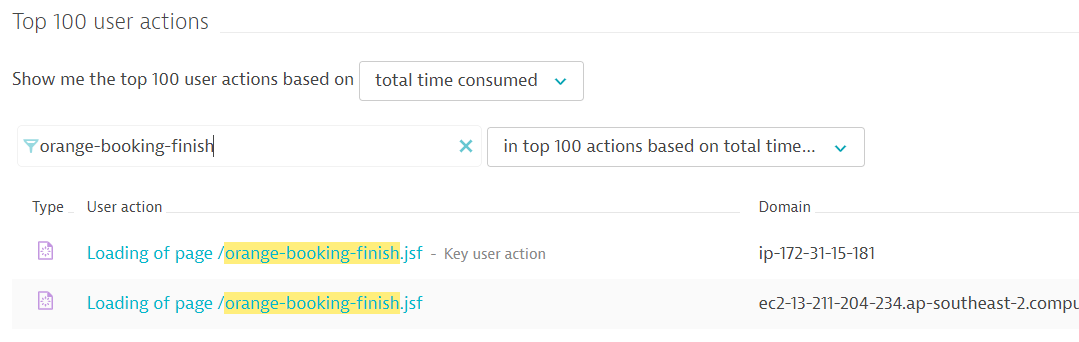 Top 100 user actions
Show me the top 100 user actions based on total time consumed
orange-booking-finish in top 100 actions based on total time...
Type User action Domain
Loading of page /orange-booking-finish.jsf - Key user action ip-172-31-15-181
Loading of page /orange-booking-finish.jsf ec2-13-211-204-234.ap-southeast-2.compu